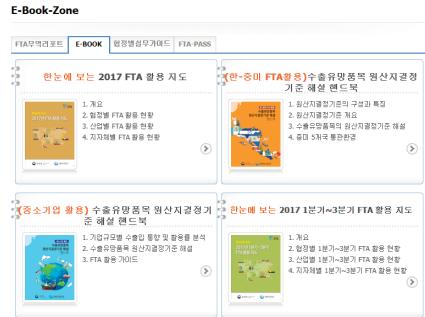 E-Book-Zone
FTA무역리포트 E-BOOK 협정별실무가이드 FTA-PASS
한눈에 보는 2017 FTA 활용 지도
1. 개요
2. 협정별 FTA 활용 현황
3. 산업별 FTA 활용 현황
4. 지자체별 FTA 활용 현황
(한-중미 FTA활용)수출유망품목 원산지결정
기준 해설 핸드북
1. 원산지결정기준의 구성과 특징
2. 원산지결정기준 개요
3. 수출유망품목의 원산지결정기준 해설
4. 중미 5개국 통관환경
(중소기업 활용) 수출유망품목 원산지결정기
준 해설 핸드북
1. 기업규모별 수출입 동향 및 활용률 분석
2. 수출유망품목 원산지결정기준 해설
3. FTA 활용 가이드
한눈에 보는 2017 1분기~3분기 FTA 활용 지도
1. 개요
2. 협정별 1분기~3분기 FTA 활용 현황
3. 산업별 1분기~3분기 FTA 활용 현황
4. 지자체별 1분기~3분기 FTA 활용 현황